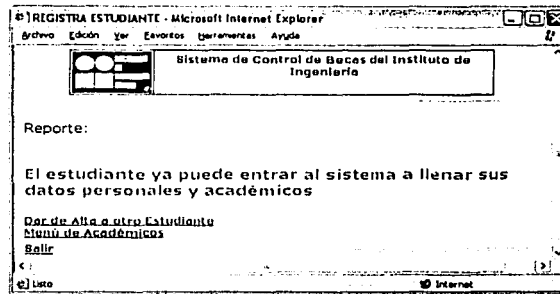 REGISTRA ESTUDIANTE - Microsoft Internet Explorer
Archivo Edición Ver Favoritos Herramientas Ayuda
Sistema de Control de Becas del Instituto de
Ingeniería
Reporte:
El estudiante ya puede entrar al sistema a llenar sus
datos personales y académicos
Dar de Alta a otro Estudiante
Menú de Académicos
Salir
Listo Internet